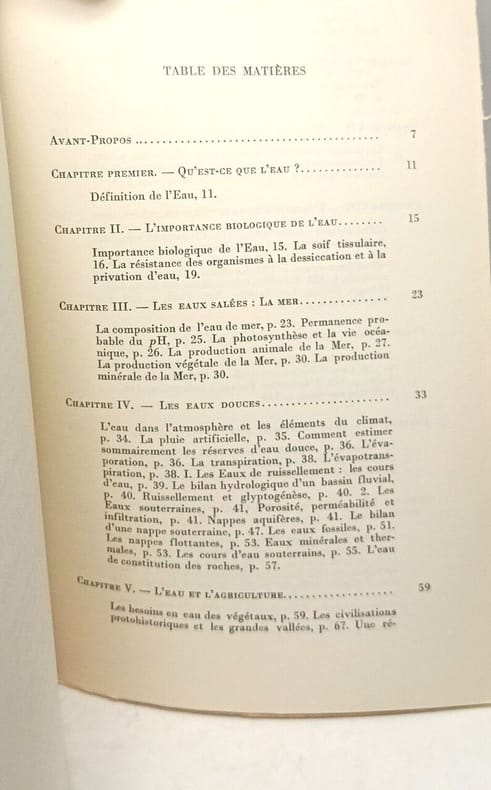 TABLE DES MATIÈRES
AVANT-PROPOS ........................................ 7
CHAPITRE PREMIER. — QU'EST-CE QUE L'EAU ?.............. 11
Définition de l'Eau, 11.
CHAPITRE II. — L'IMPORTANCE BIOLOGIQUE DE L'EAU........ 15
Importance biologique de l'Eau, 15. La soif tissulaire,
16. La résistance des organismes à la dessiccation et à la
privation d'eau, 19.
CHAPITRE III. — LES EAUX SALÉES : LA MER............... 23
La composition de l'eau de mer, p. 23. Permanence pro-
bable du pH, p. 25. La photosynthèse et la vie océa-
nique, p. 26. La production animale de la Mer, p. 27.
La production végétale de la Mer, p. 30. La production
minérale de la Mer, p. 30.
CHAPITRE IV. — LES EAUX DOUCES...................... 33
L'eau dans l'atmosphère et les éléments du climat,
p. 34. La pluie artificielle, p. 35. Comment estimer
sommairement les réserves d'eau douce, p. 36. L'éva-
poration, p. 36. La transpiration, p. 38. L'évapotrans-
piration, p. 38. I. Les Eaux de ruissellement : les cours
d'eau, p. 39. Le bilan hydrologique d'un bassin fluvial,
p. 40. Ruissellement et glyptogénèse, p. 40. 2. Les
Eaux souterraines, p. 41, Porosité, perméabilité et
infiltration, p. 41. Nappes aquifères, p. 41. Le bilan
d'une nappe souterraine, p. 47. Les eaux fossiles, p. 51.
Les nappes flottantes, p. 53. Eaux minérales et ther-
males, p. 53. Les cours d'eau souterrains, p. 55. L'eau
de constitution des roches, p. 57.
CHAPITRE V. — L'EAU ET L'AGRICULTURE.................. 59
Les besoins en eau des végétaux, p. 59. Les civilisations
protohistoriques et les grandes vallées, p. 67. Une ré-